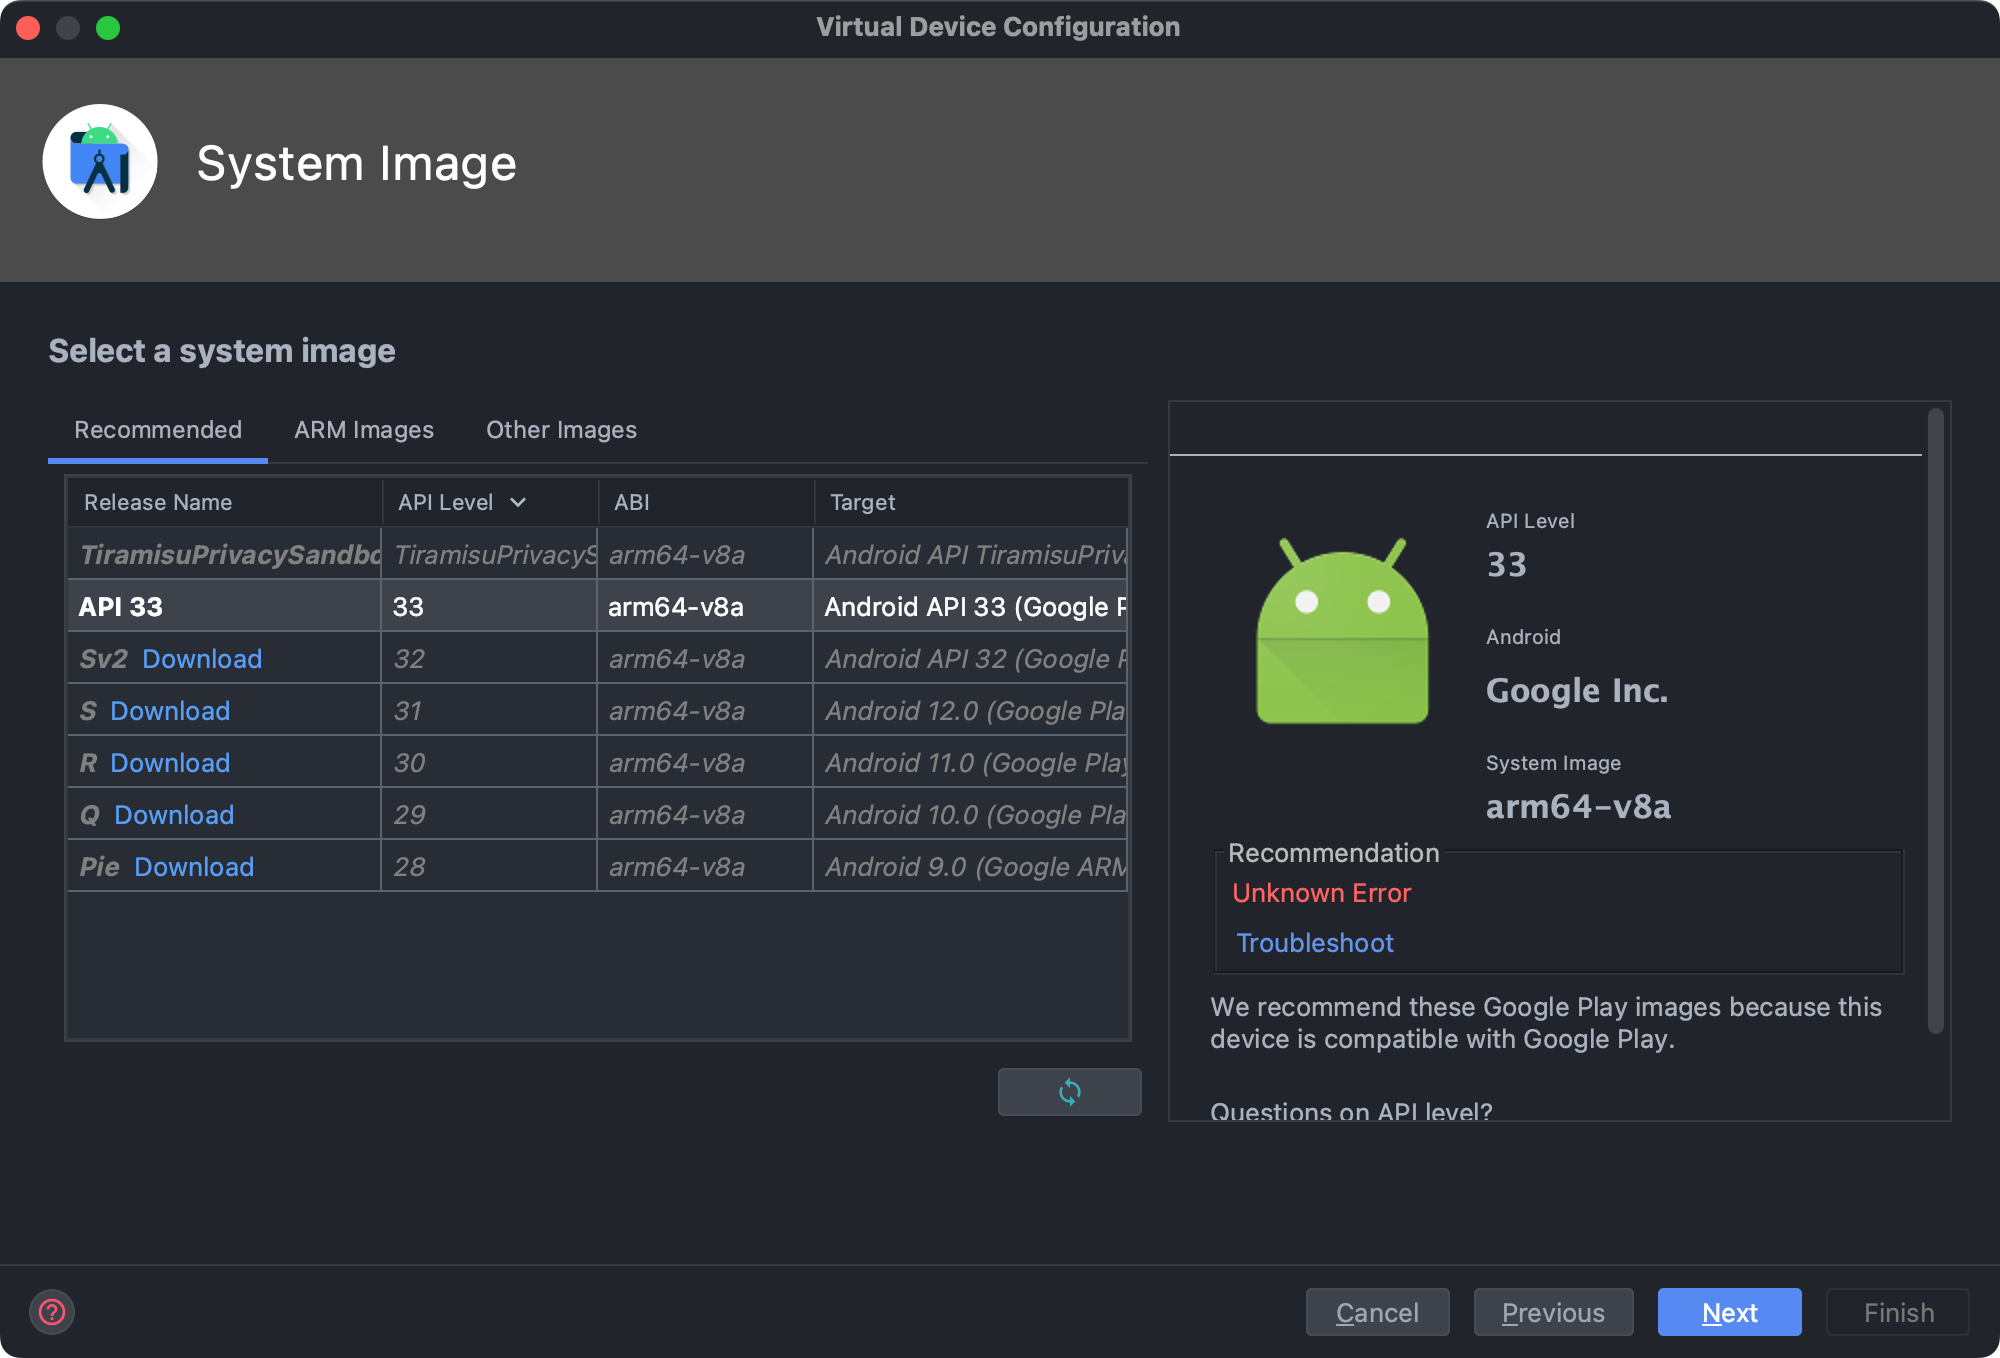 Virtual Device Configuration
System Image
Select a system image
Recommended ARM Images Other Images
Release Name API Level ABI Target
TiramisuPrivacySandbo TiramisuPrivacyS arm64-v8a Android API TiramisuPriva
API 33 33 arm64-v8a Android API 33 (Google P
Sv2 Download 32 arm64-v8a Android API 32 (Google P
S Download 31 arm64-v8a Android 12.0 (Google Pla
R Download 30 arm64-v8a Android 11.0 (Google Play
Q Download 29 arm64-v8a Android 10.0 (Google Pla
Pie Download 28 arm64-v8a Android 9.0 (Google ARM
API Level
33
Android
Google Inc.
System Image
arm64-v8a
Recommendation
Unknown Error
Troubleshoot
We recommend these Google Play images because this
device is compatible with Google Play.
Questions on API level?
? Cancel Previous Next Finish